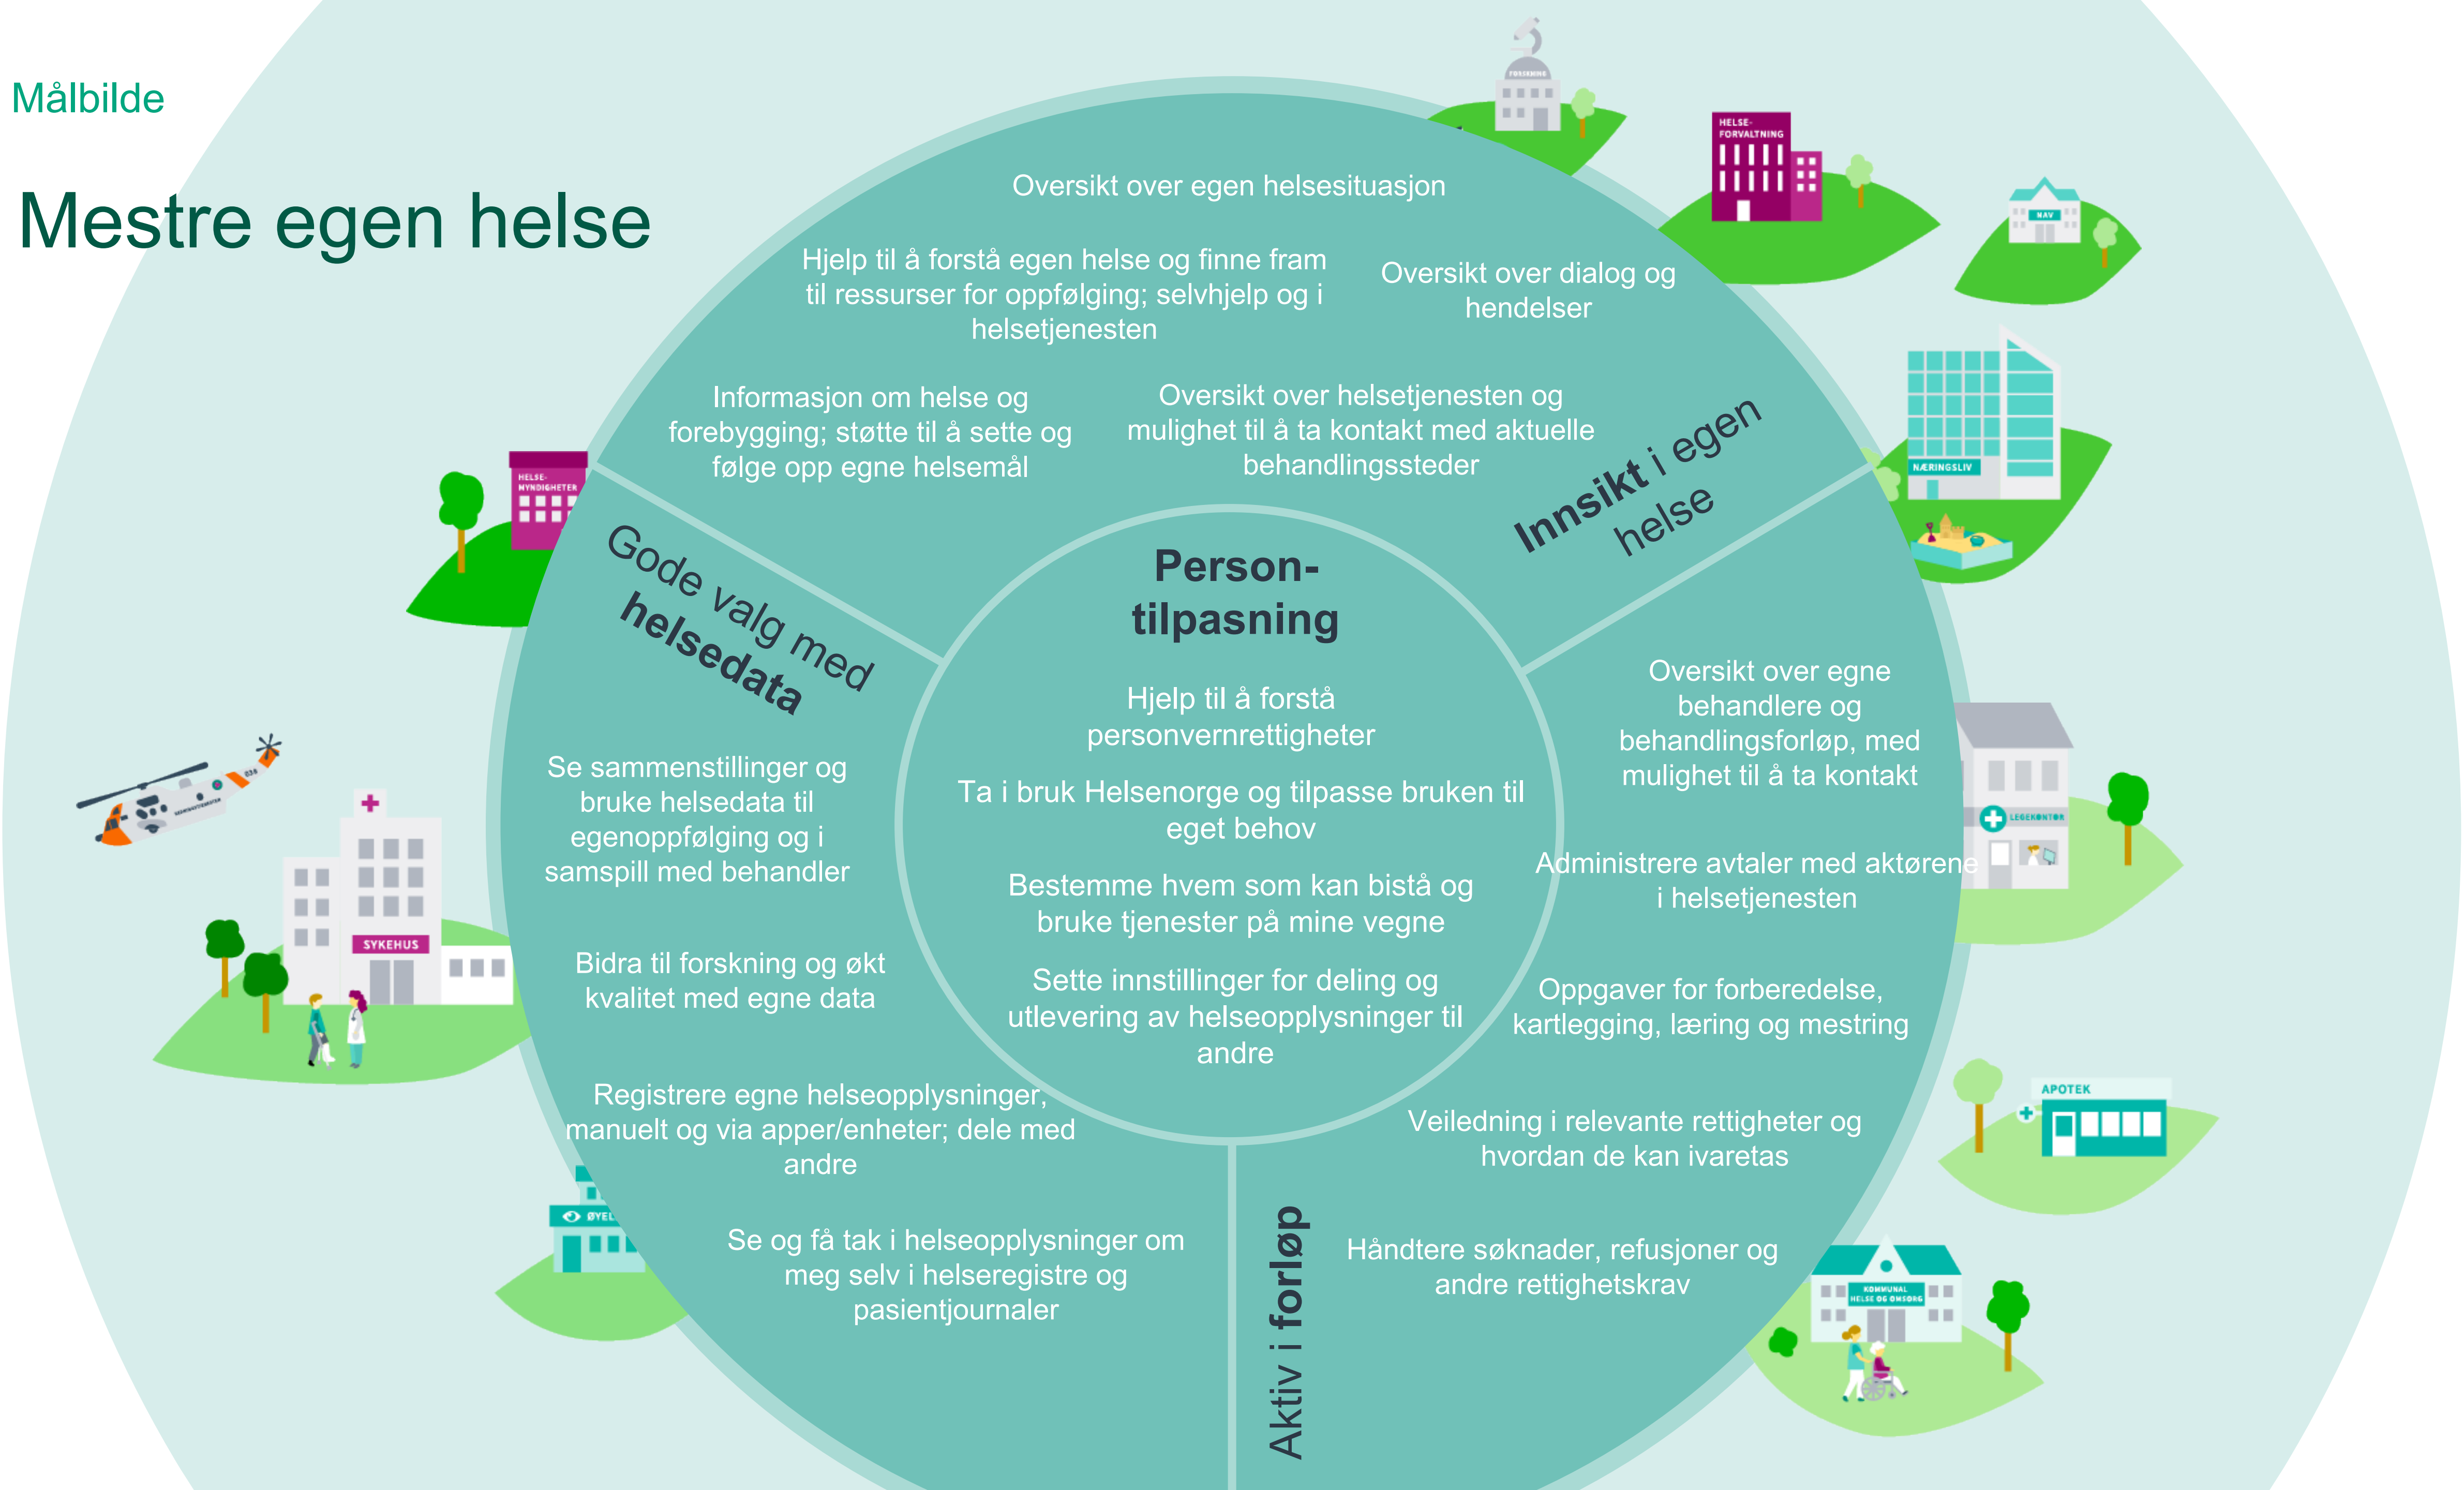 Målbilde
Mestre egen helse
FORSKNING
HELSE-
FORVALTNING
NAV
NÆRINGSLIV
Oversikt over egen helsesituasjon
Hjelp til å forstå egen helse og finne fram
til ressurser for oppfølging; selvhjelp og i
helsetjenesten
Oversikt over dialog og
hendelser
Informasjon om helse og
forebygging; støtte til å sette og
følge opp egne helsemål
Oversikt over helsetjenesten og
mulighet til å ta kontakt med aktuelle
behandlingssteder
Innsikt i egen
helse
HELSE-
MYNDIGHETER
Gode valg med
helsedata
Se sammenstillinger og
bruke helsedata til
egenoppfølging og i
samspill med behandler
Bidra til forskning og økt
kvalitet med egne data
Registrere egne helseopplysninger,
manuelt og via apper/enheter; dele med
andre
Se og få tak i helseopplysninger om
meg selv i helseregistre og
pasientjournaler
Person-
tilpasning
Hjelp til å forstå
personvernrettigheter
Ta i bruk Helsenorge og tilpasse bruken til
eget behov
Bestemme hvem som kan bistå og
bruke tjenester på mine vegne
Sette innstillinger for deling og
utlevering av helseopplysninger til
andre
Oversikt over egne
behandlere og
behandlingsforløp, med
mulighet til å ta kontakt
Administrere avtaler med aktørene
i helsetjenesten
Oppgaver for forberedelse,
kartlegging, læring og mestring
Veiledning i relevante rettigheter og
hvordan de kan ivaretas
Håndtere søknader, refusjoner og
andre rettighetskrav
Aktiv i forløp
SYKEHUS
LEGEKONTOR
APOTEK
KOMMUNAL
HELSE OG OMSORG